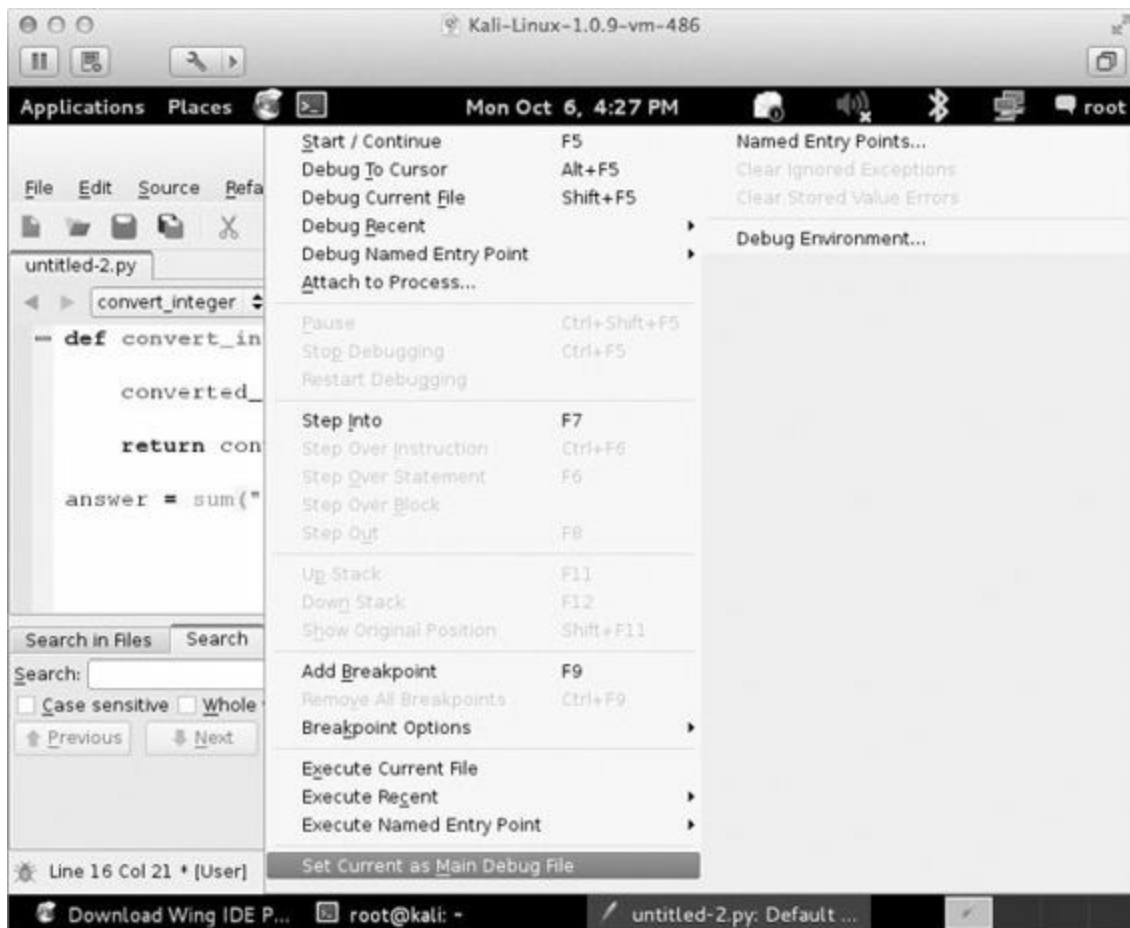 Kali-Linux-1.0.9-vm-486
Applications Places Mon Oct 6, 4:27 PM root
File Edit Source Refa
untitled-2.py
convert_integer
def convert_in
converted_
return con
answer = sum("
Search in Files Search
Search:
Case sensitive Whole
Previous Next
Line 16 Col 21 * [User]
Start / Continue F5
Debug To Cursor Alt+F5
Debug Current File Shift+F5
Debug Recent
Debug Named Entry Point
Attach to Process...
Pause Ctrl+Shift+F5
Stop Debugging Ctrl+F5
Restart Debugging
Step Into F7
Step Over Instruction Ctrl+F6
Step Over Statement F6
Step Over Block
Step Out F8
Up Stack F11
Down Stack F12
Show Original Position Shift+F11
Add Breakpoint F9
Remove All Breakpoints Ctrl+F9
Breakpoint Options
Execute Current File
Execute Recent
Execute Named Entry Point
Set Current as Main Debug File
Named Entry Points...
Clear Ignored Exceptions
Clear Stored Value Errors
Debug Environment...
Download Wing IDE P... root@kali: ~ untitled-2.py: Default ...